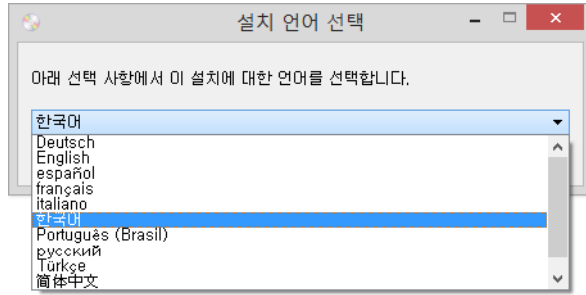 설치 언어 선택
아래 선택 사항에서 이 설치에 대한 언어를 선택합니다.
한국어
Deutsch
English
español
français
italiano
한국어
Português (Brasil)
русский
Türkçe
简体中文